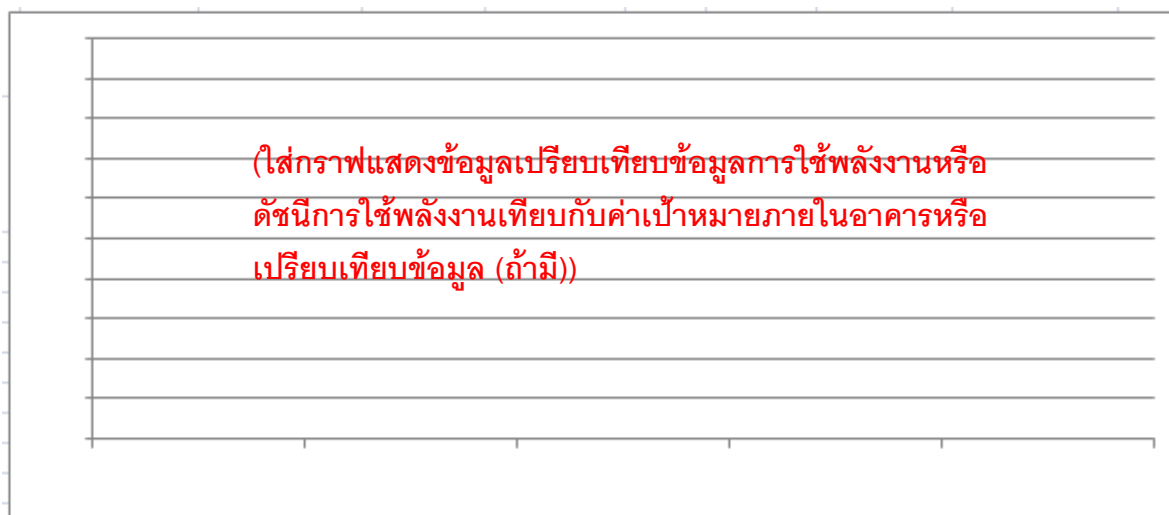 (ใส่กราฟแสดงข้อมูลเปรียบเทียบข้อมูลการใช้พลังงานหรือ
ดัชนีการใช้พลังงานเทียบกับค่าเป้าหมายภายในอาคารหรือ
เปรียบเทียบข้อมูล (ถ้ามี))